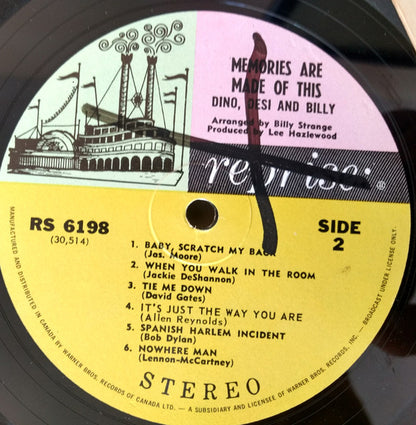 MEMORIES ARE
MADE OF THIS
DINO, DESI AND BILLY
Arranged by Billy Strange
Produced by Lee Hazlewood
reprise: ®
RS 6198
(30,514)
SIDE
2
1. BABY, SCRATCH MY BACK
(Jas. Moore)
2. WHEN YOU WALK IN THE ROOM
(Jackie DeShannon)
3. TIE ME DOWN
(David Gates)
4. IT'S JUST THE WAY YOU ARE
(Allen Reynolds)
5. SPANISH HARLEM INCIDENT
(Bob Dylan)
6. NOWHERE MAN
(Lennon-McCartney)
STEREO
MANUFACTURED AND DISTRIBUTED IN CANADA BY WARNER BROS. RECORDS OF CANADA LTD. — A SUBSIDIARY AND LICENSEE OF WARNER BROS. RECORDS, INC. — BROADCAST UNDER LICENSE ONLY.